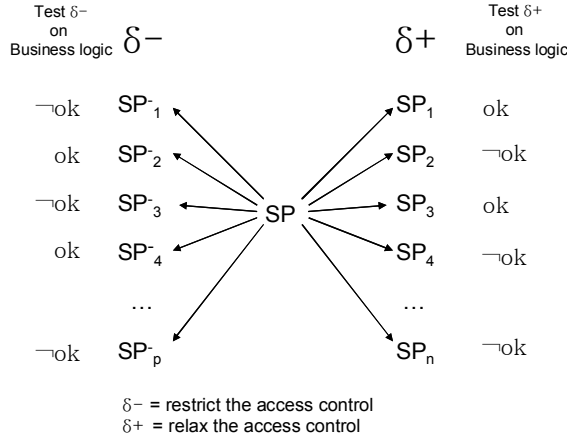 Test δ−
on
Business logic
δ−
δ+
Test δ+
on
Business logic
¬ok SP⁻₁ SP₁ ok
ok SP⁻₂ SP₂ ¬ok
¬ok SP⁻₃ SP SP₃ ok
ok SP⁻₄ SP₄ ¬ok
... ...
¬ok SP⁻p SPn ¬ok
δ− = restrict the access control
δ+ = relax the access control